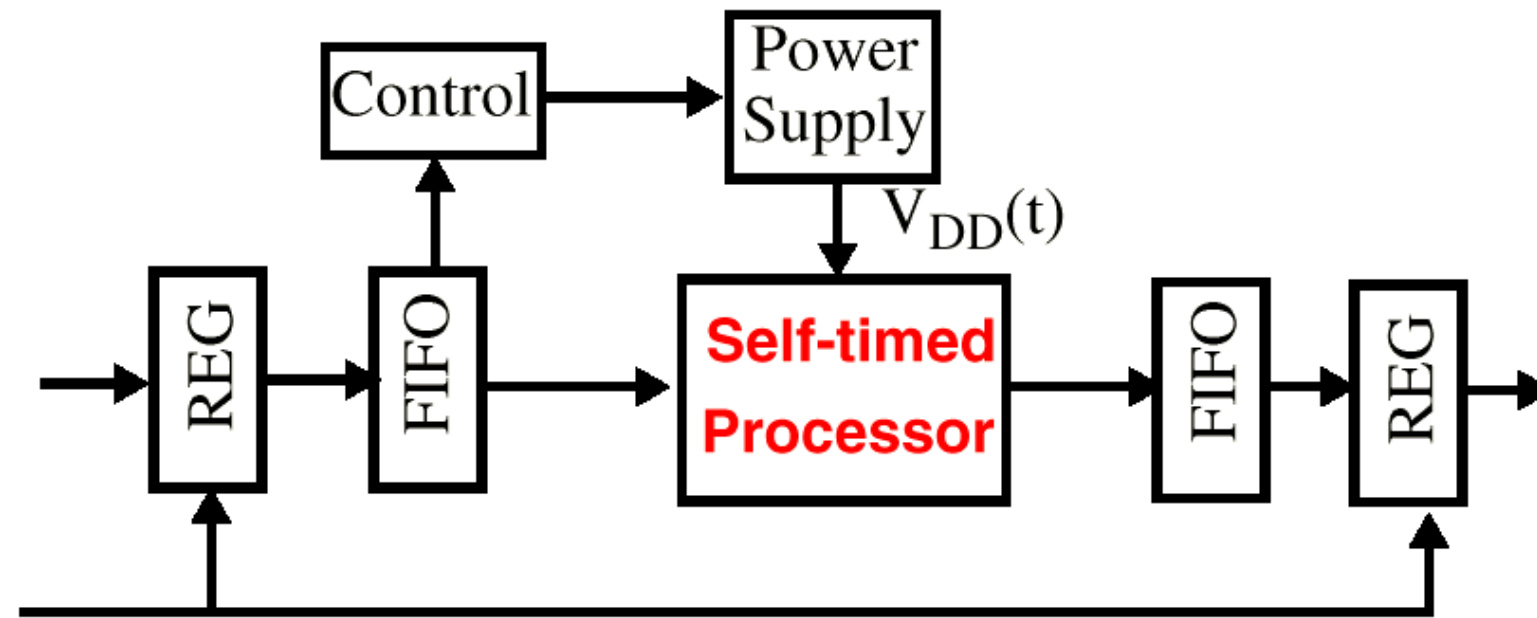 Control
Power
Supply
V_DD(t)
REG
FIFO
Self-timed
Processor
FIFO
REG